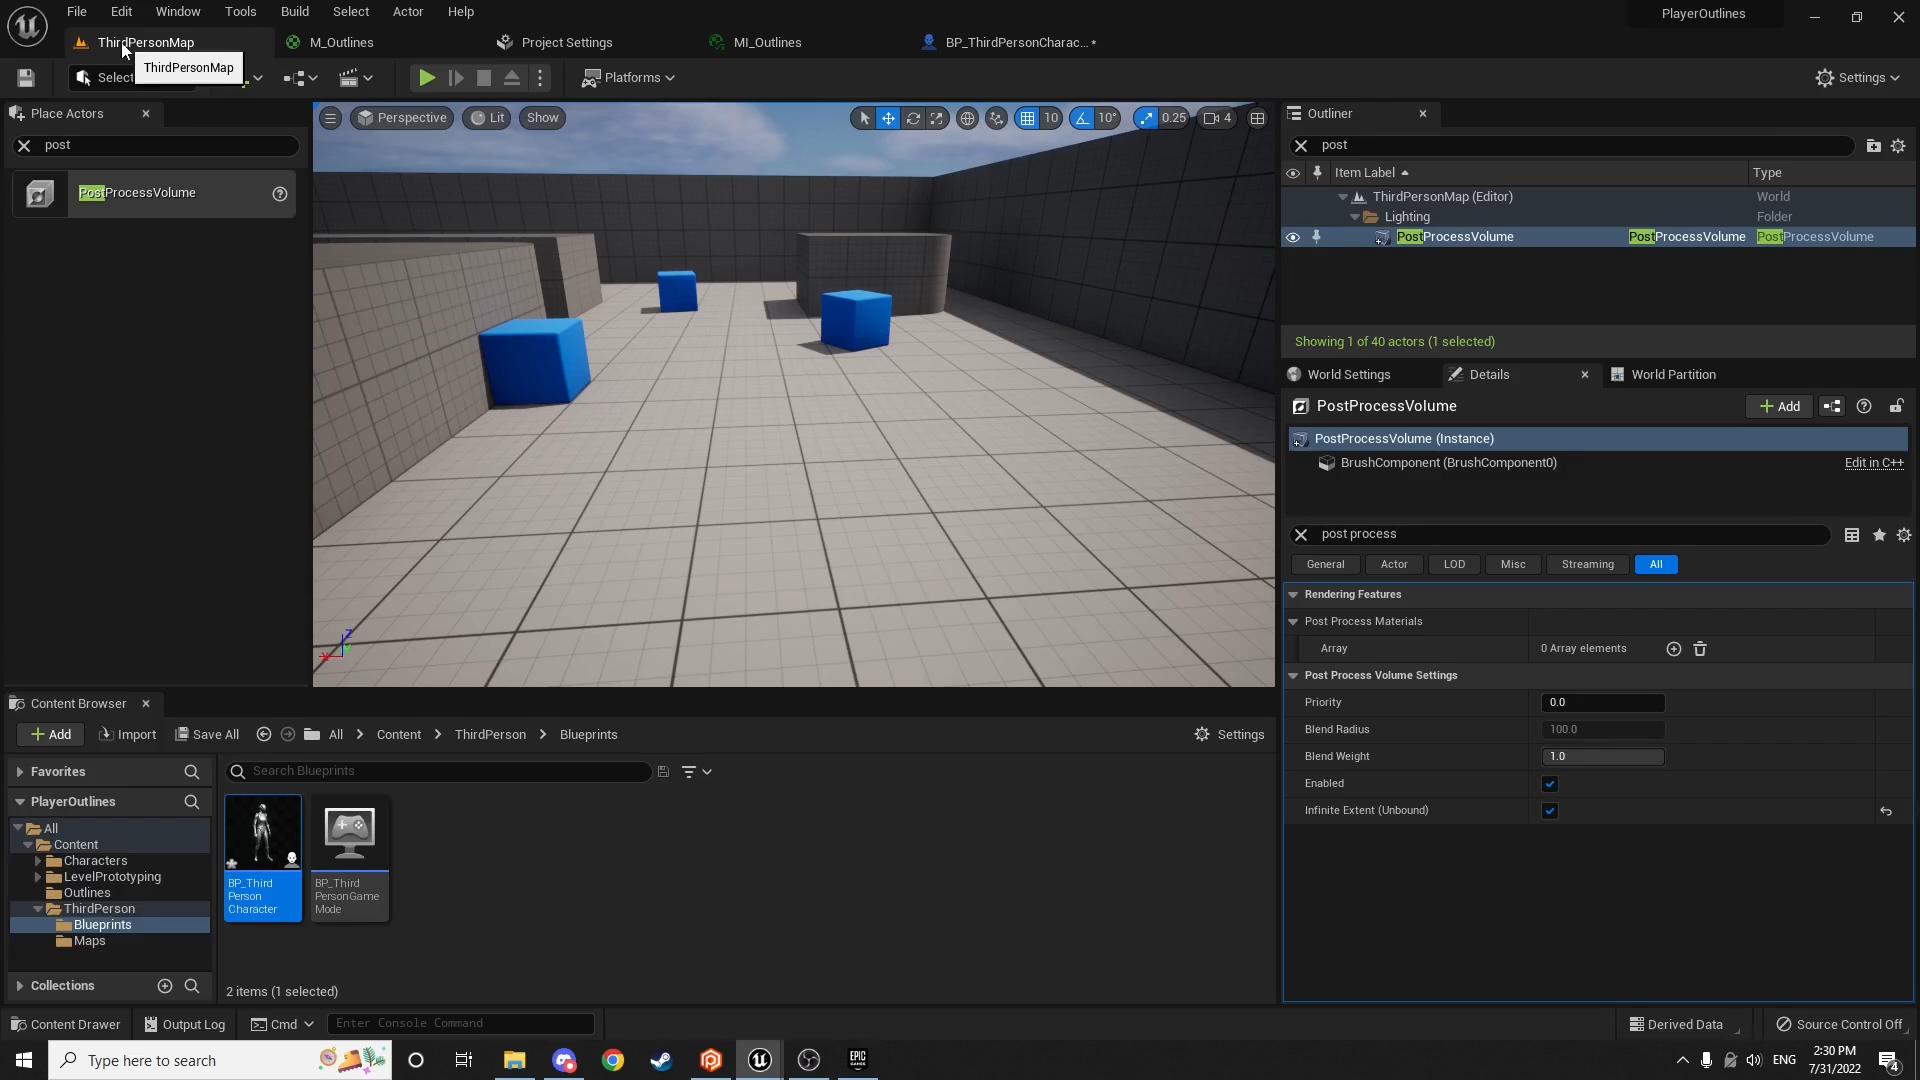 File Edit Window Tools Build Select Actor Help
PlayerOutlines
ThirdPersonMap M_Outlines Project Settings MI_Outlines BP_ThirdPersonCharac... *
ThirdPersonMap
Select Platforms Settings
Place Actors
post
PostProcessVolume
Perspective Lit Show 10 10° 0.25 4
Outliner
post
Item Label Type
ThirdPersonMap (Editor) World
Lighting Folder
PostProcessVolume PostProcessVolume PostProcessVolume
Showing 1 of 40 actors (1 selected)
World Settings Details World Partition
PostProcessVolume Add
PostProcessVolume (Instance)
BrushComponent (BrushComponent0) Edit in C++
post process
General Actor LOD Misc Streaming All
Rendering Features
Post Process Materials
Array 0 Array elements
Post Process Volume Settings
Priority 0.0
Blend Radius 100.0
Blend Weight 1.0
Enabled
Infinite Extent (Unbound)
Z
Content Browser
Add Import Save All All Content ThirdPerson Blueprints Settings
Favorites
PlayerOutlines
All
Content
Characters
LevelPrototyping
Outlines
ThirdPerson
Blueprints
Maps
Collections
Search Blueprints
BP_Third
Person
Character
BP_Third
PersonGame
Mode
2 items (1 selected)
Content Drawer Output Log Cmd Enter Console Command Derived Data Source Control Off
Type here to search
EPIC
GAMES
ENG
2:30 PM
7/31/2022
4